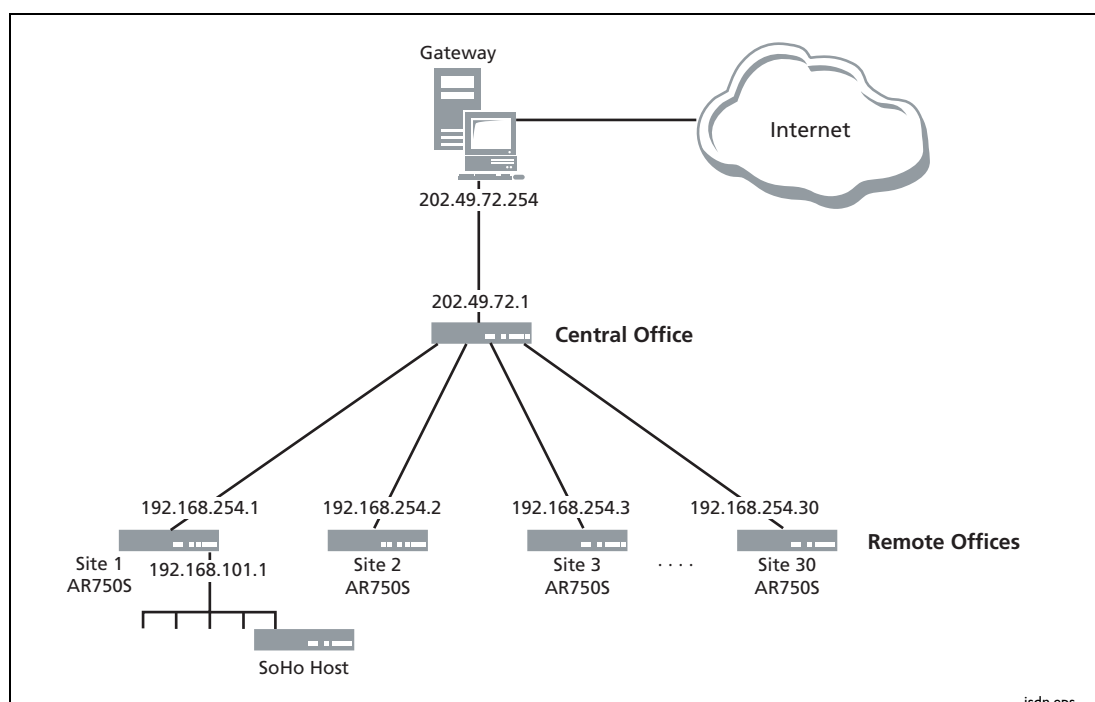 Gateway
Internet
202.49.72.254
202.49.72.1
Central Office
192.168.254.1
192.168.254.2
192.168.254.3
192.168.254.30
Remote Offices
Site 1
AR750S
192.168.101.1
Site 2
AR750S
Site 3
AR750S
. . . .
Site 30
AR750S
SoHo Host
isdn.eps